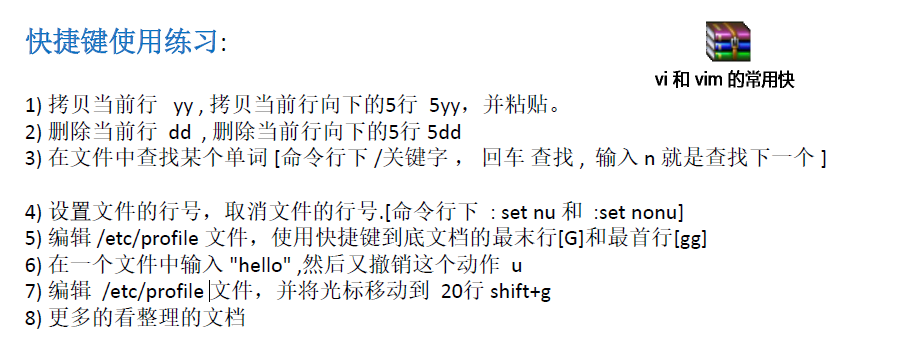 快捷键使用练习:
vi 和 vim 的常用快
1) 拷贝当前行 yy , 拷贝当前行向下的5行 5yy，并粘贴。
2) 删除当前行 dd , 删除当前行向下的5行 5dd
3) 在文件中查找某个单词 [命令行下 /关键字 ， 回车 查找 , 输入 n 就是查找下一个 ]
4) 设置文件的行号，取消文件的行号.[命令行下 : set nu 和 :set nonu]
5) 编辑 /etc/profile 文件，使用快捷键到底文档的最末行[G]和最首行[gg]
6) 在一个文件中输入 "hello" ,然后又撤销这个动作 u
7) 编辑 /etc/profile 文件，并将光标移动到 20行 shift+g
8) 更多的看整理的文档